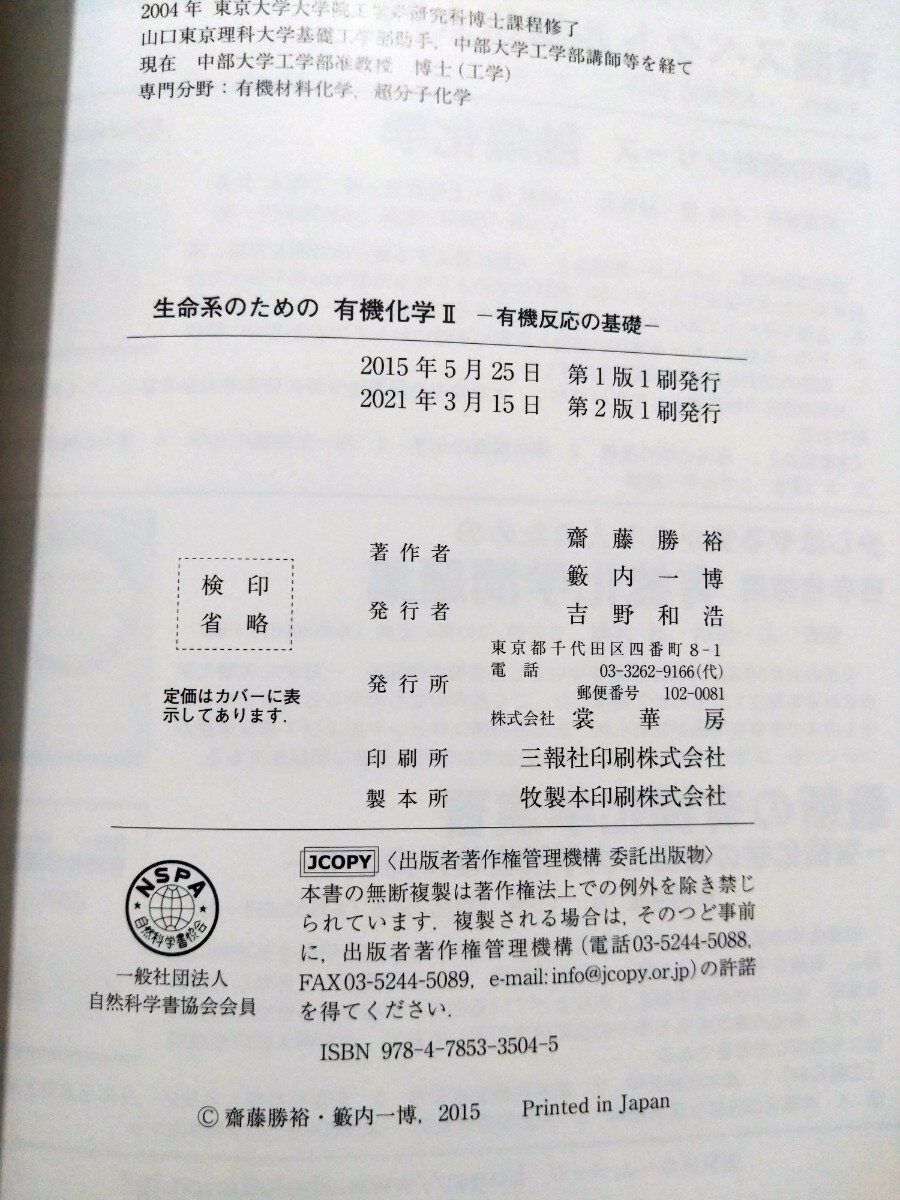 2004年 東京大学大学院工学系研究科博士課程修了
山口東京理科大学基礎工学部助手，中部大学工学部講師等を経て
現在 中部大学工学部准教授 博士(工学)
専門分野：有機材料化学，超分子化学
生命系のための 有機化学Ⅱ －有機反応の基礎－
2015年5月25日 第1版1刷発行
2021年3月15日 第2版1刷発行
検印
省略
定価はカバーに表
示してあります．
著作者 齋藤勝裕
籔内一博
発行者 吉野和浩
発行所 東京都千代田区四番町8-1
電話 03-3262-9166(代)
郵便番号 102-0081
株式会社 裳華房
印刷所 三報社印刷株式会社
製本所 牧製本印刷株式会社
NSPA
自然科学書協会
一般社団法人
自然科学書協会会員
JCOPY 〈出版者著作権管理機構 委託出版物〉
本書の無断複製は著作権法上での例外を除き禁じ
られています．複製される場合は，そのつど事前
に，出版者著作権管理機構（電話03-5244-5088,
FAX03-5244-5089, e-mail: info@jcopy.or.jp）の許諾
を得てください．
ISBN 978-4-7853-3504-5
© 齋藤勝裕・籔内一博，2015 Printed in Japan